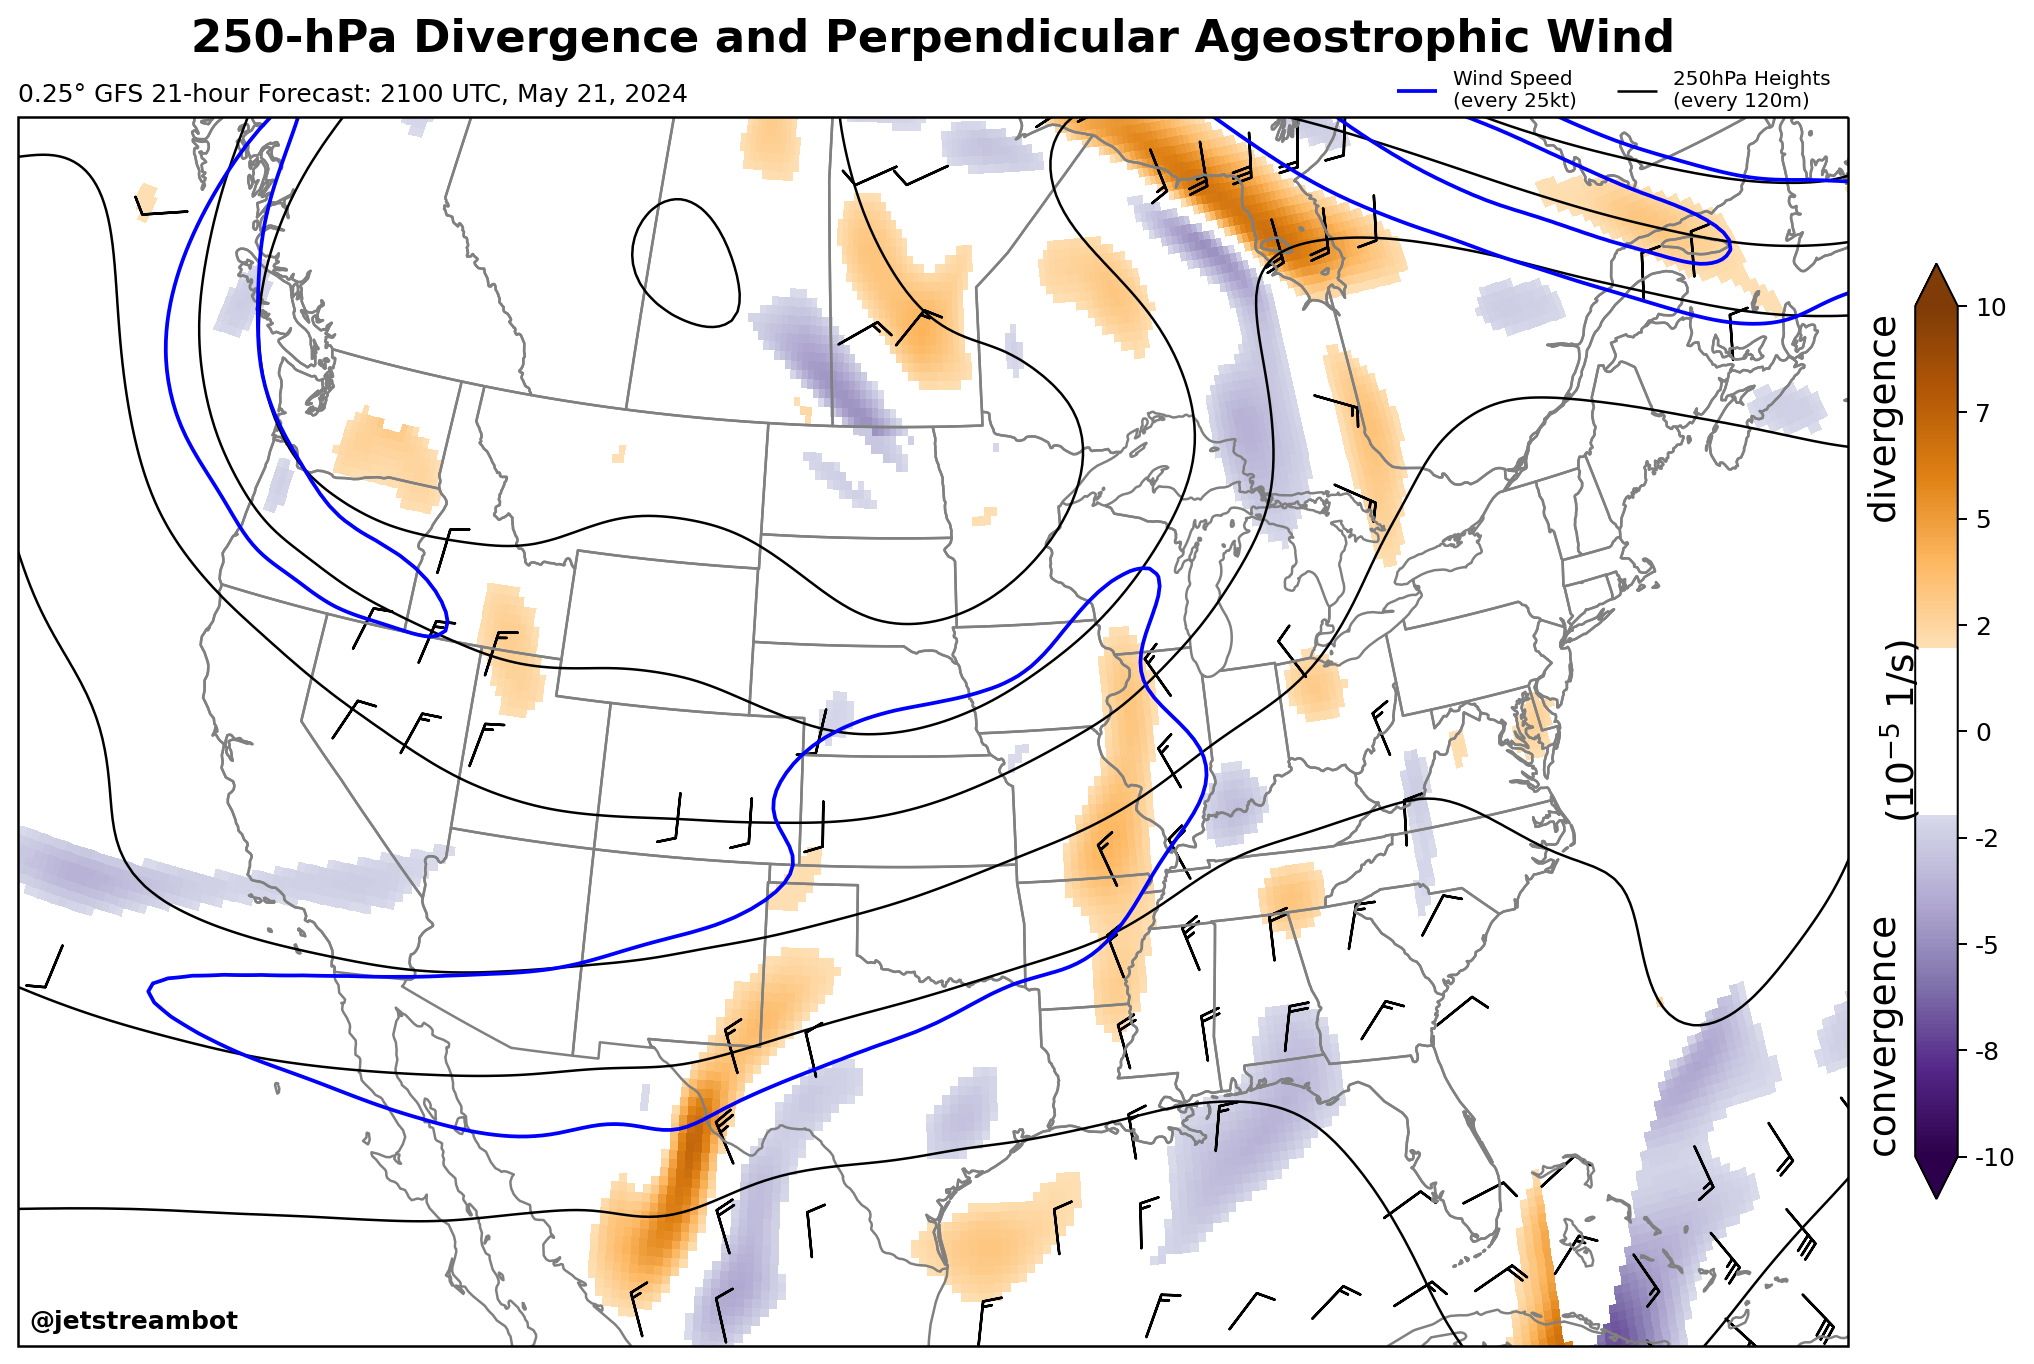 250-hPa Divergence and Perpendicular Ageostrophic Wind
0.25° GFS 21-hour Forecast: 2100 UTC, May 21, 2024
Wind Speed
(every 25kt)
250hPa Heights
(every 120m)
10
7
5
2
0
-2
-5
-8
-10
convergence (10⁻⁵ 1/s) divergence
@jetstreambot